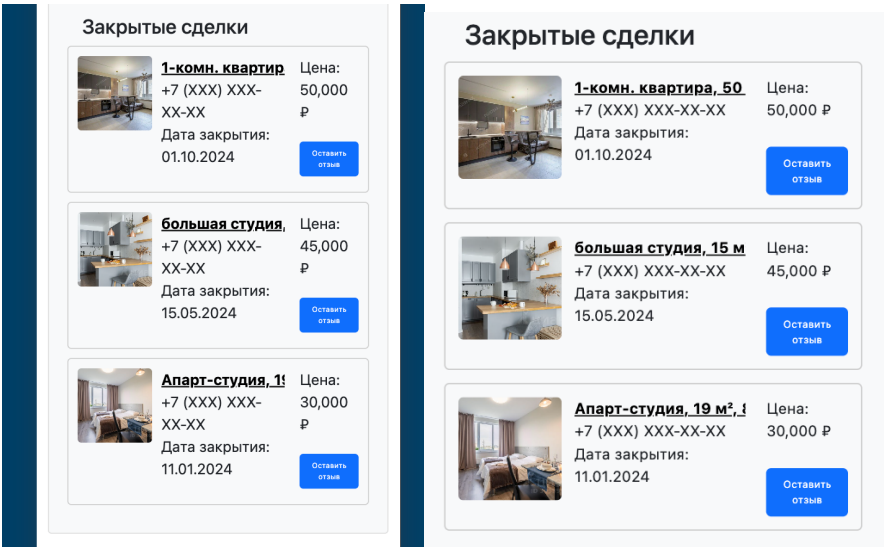 Закрытые сделки
1-комн. квартир
+7 (XXX) XXX-
XX-XX
Дата закрытия:
01.10.2024
Цена:
50,000
₽
Оставить
отзыв
большая студия,
+7 (XXX) XXX-
XX-XX
Дата закрытия:
15.05.2024
Цена:
45,000
₽
Оставить
отзыв
Апарт-студия, 19
+7 (XXX) XXX-
XX-XX
Дата закрытия:
11.01.2024
Цена:
30,000
₽
Оставить
отзыв
Закрытые сделки
1-комн. квартира, 50
+7 (XXX) XXX-XX-XX
Дата закрытия:
01.10.2024
Цена:
50,000 ₽
Оставить
отзыв
большая студия, 15 м
+7 (XXX) XXX-XX-XX
Дата закрытия:
15.05.2024
Цена:
45,000 ₽
Оставить
отзыв
Апарт-студия, 19 м²,
+7 (XXX) XXX-XX-XX
Дата закрытия:
11.01.2024
Цена:
30,000 ₽
Оставить
отзыв